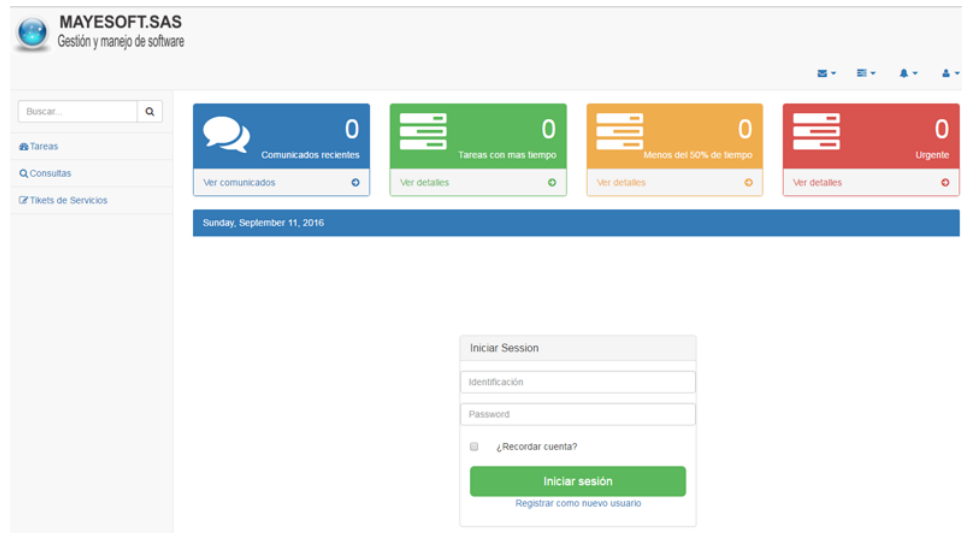 MAYESOFT.SAS
Gestión y manejo de software
Buscar...
Tareas
Consultas
Tikets de Servicios
0
Comunicados recientes
Ver comunicados
0
Tareas con mas tiempo
Ver detalles
0
Menos del 50% de tiempo
Ver detalles
0
Urgente
Ver detalles
Sunday, September 11, 2016
Iniciar Session
Identificación
Password
¿Recordar cuenta?
Iniciar sesión
Registrar como nuevo usuario